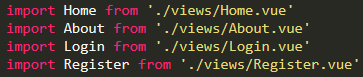 import Home from './views/Home.vue'
import About from './views/About.vue'
import Login from './views/Login.vue'
import Register from './views/Register.vue'